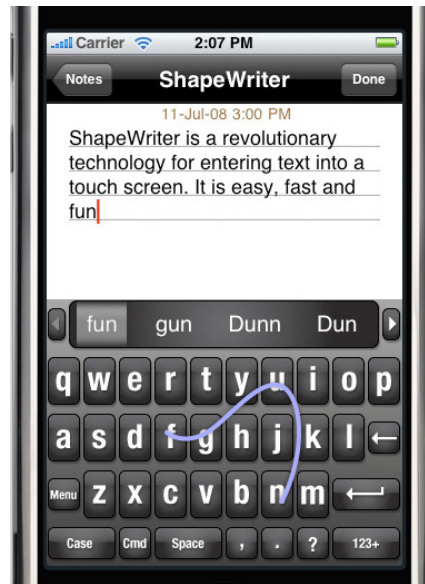 Carrier 2:07 PM
Notes ShapeWriter Done
11-Jul-08 3:00 PM
ShapeWriter is a revolutionary
technology for entering text into a
touch screen. It is easy, fast and
fun
fun gun Dunn Dun
q w e r t y u i o p
a s d f g h j k l ←
Menu z x c v b n m ↵
Case Cmd Space , . ? 123+